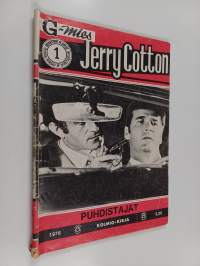 G-mies
Jerry Cotton
1
PUHDISTAJAT
1976
KOLMIO-KIRJA